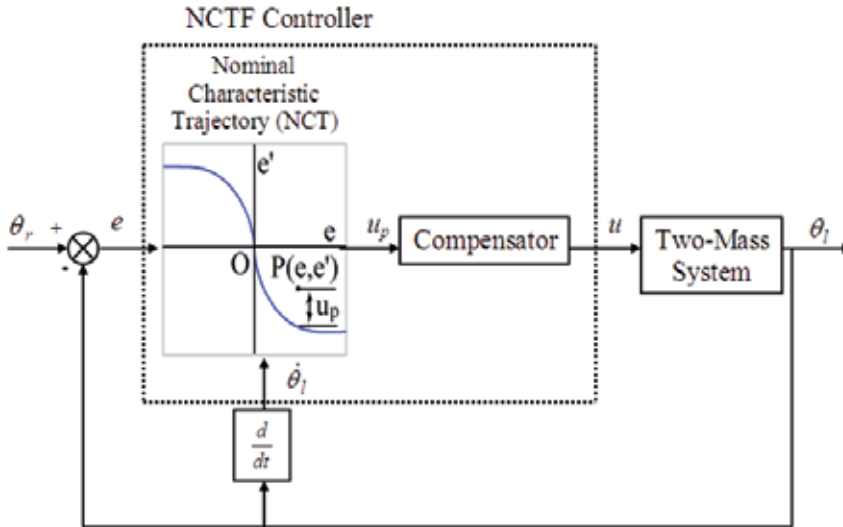 NCTF Controller
Nominal
Characteristic
Trajectory (NCT)
e'
θr + e
-
e
O P(e,e')
up
up
Compensator
u
Two-Mass
System
θl
θ̇l
d
dt